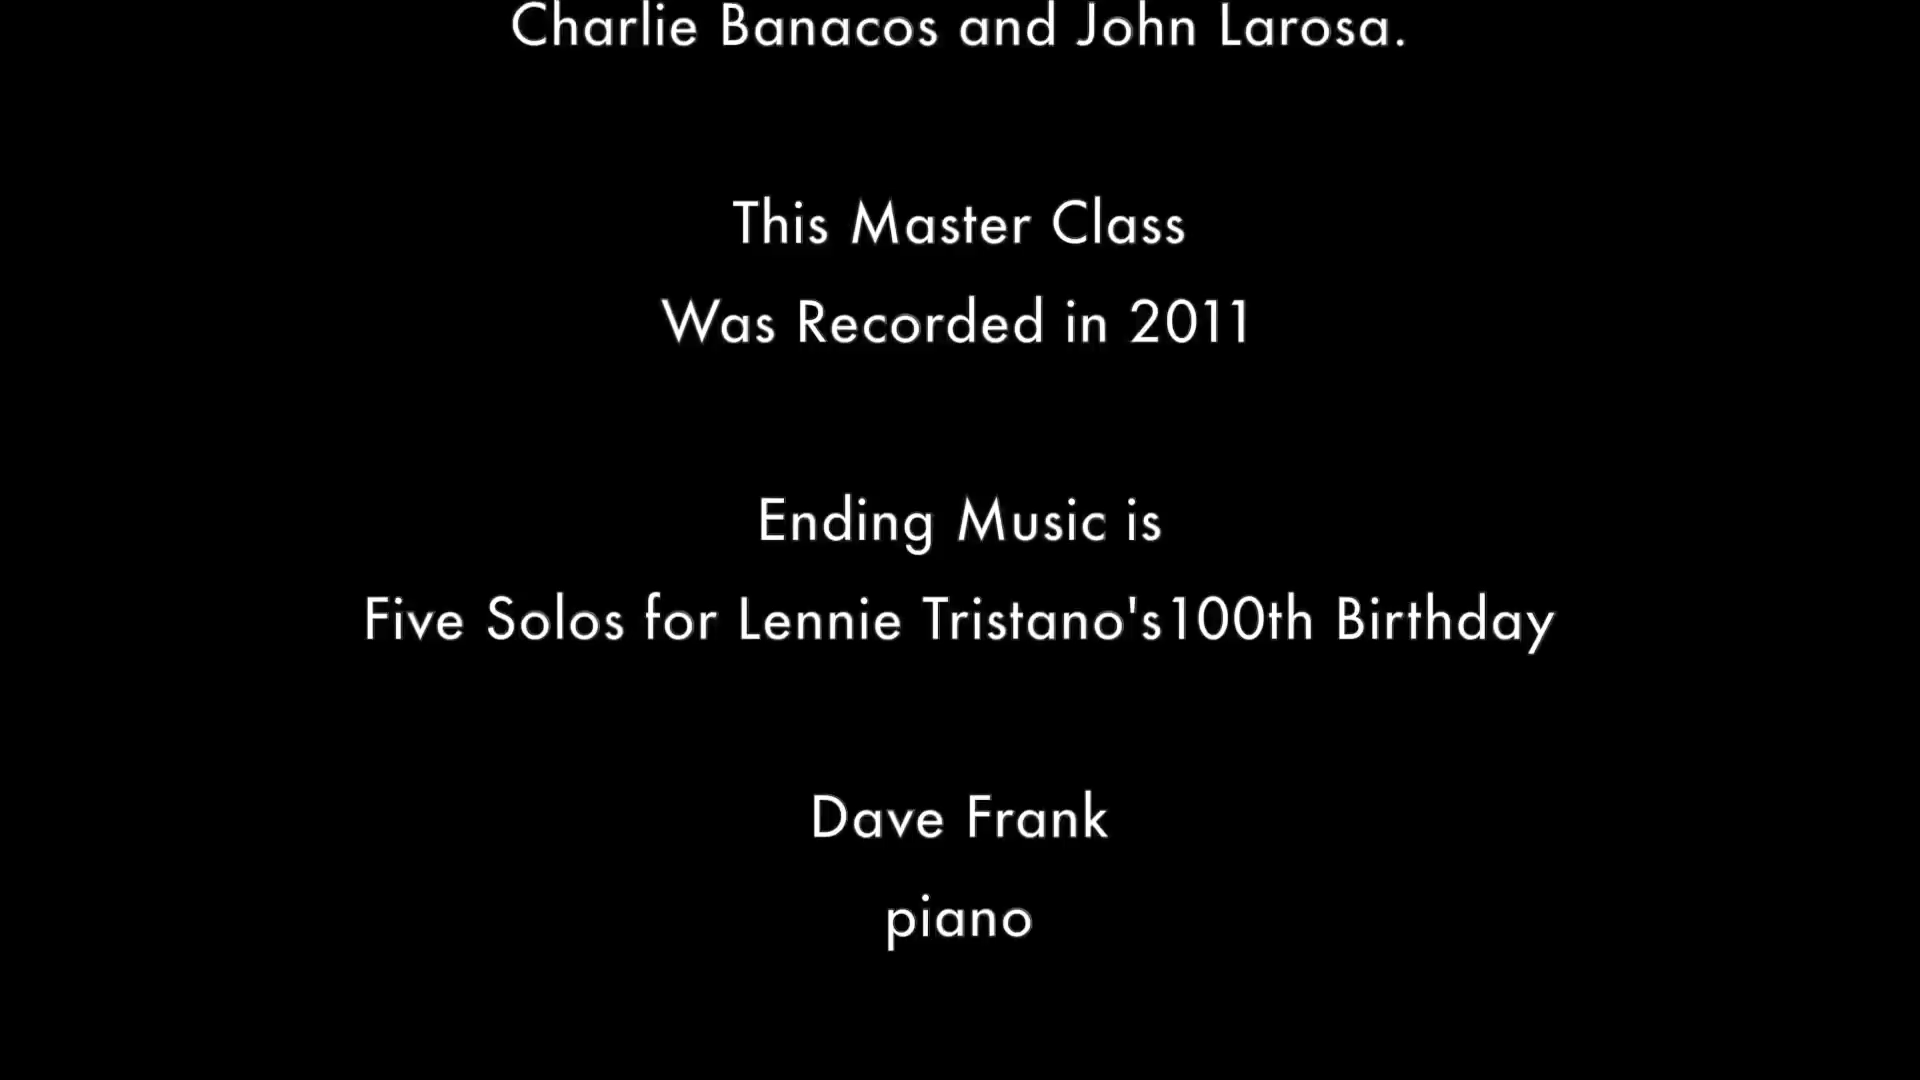 Charlie Banacos and John Larosa.
This Master Class
Was Recorded in 2011
Ending Music is
Five Solos for Lennie Tristano's100th Birthday
Dave Frank
piano